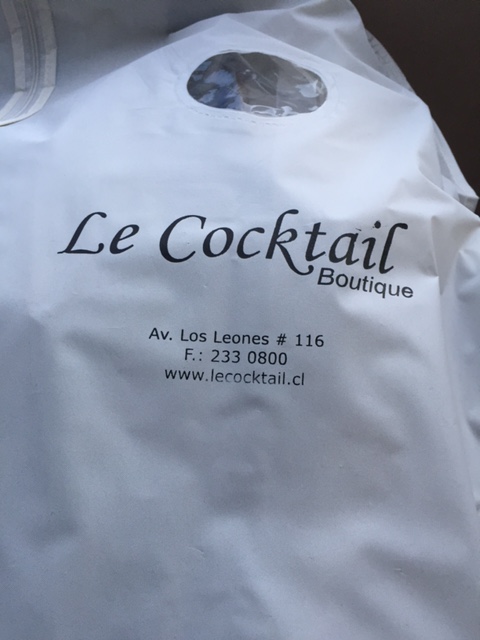 Le Cocktail
Boutique
Av. Los Leones # 116
F.: 233 0800
www.lecocktail.cl